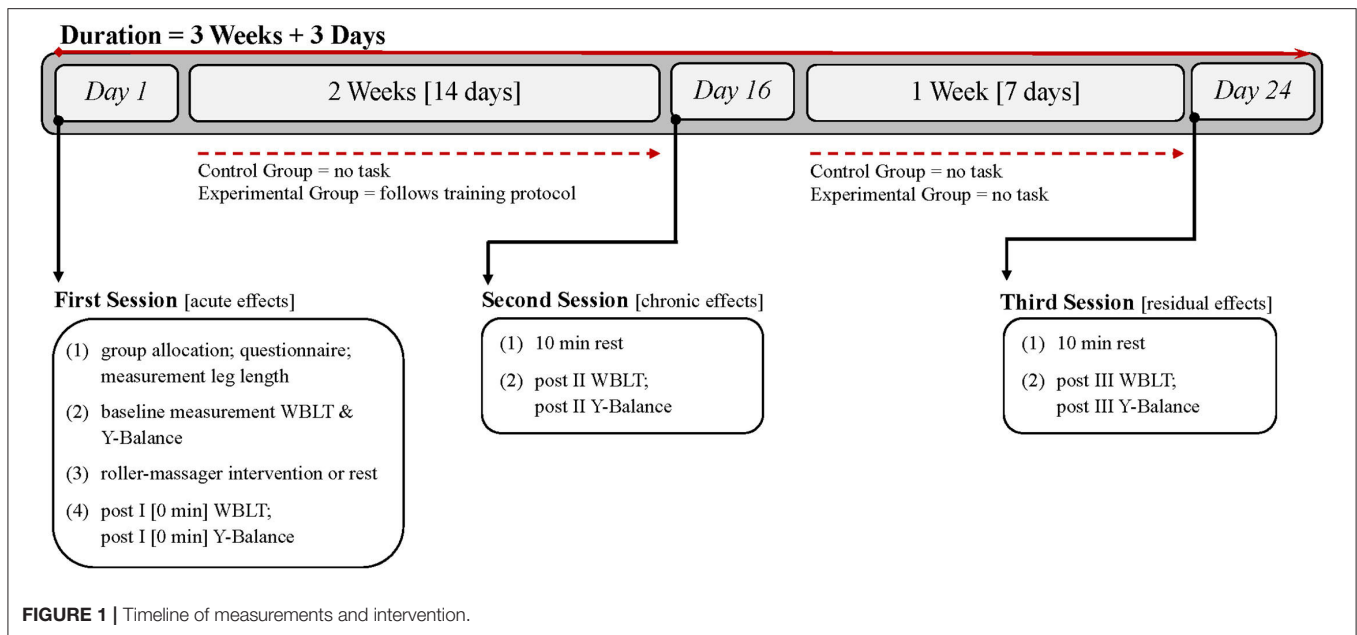 Duration = 3 Weeks + 3 Days
Day 1
2 Weeks [14 days]
Day 16
1 Week [7 days]
Day 24
Control Group = no task
Experimental Group = follows training protocol
Control Group = no task
Experimental Group = no task
First Session [acute effects]
(1) group allocation; questionnaire;
measurement leg length
(2) baseline measurement WBLT &
Y-Balance
(3) roller-massager intervention or rest
(4) post I [0 min] WBLT;
post I [0 min] Y-Balance
Second Session [chronic effects]
(1) 10 min rest
(2) post II WBLT;
post II Y-Balance
Third Session [residual effects]
(1) 10 min rest
(2) post III WBLT;
post III Y-Balance
FIGURE 1 | Timeline of measurements and intervention.